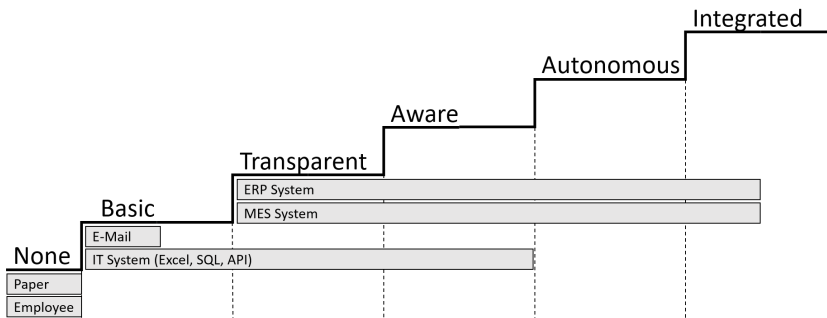 Integrated
Autonomous
Aware
Transparent
ERP System
MES System
Basic
E-Mail
IT System (Excel, SQL, API)
None
Paper
Employee